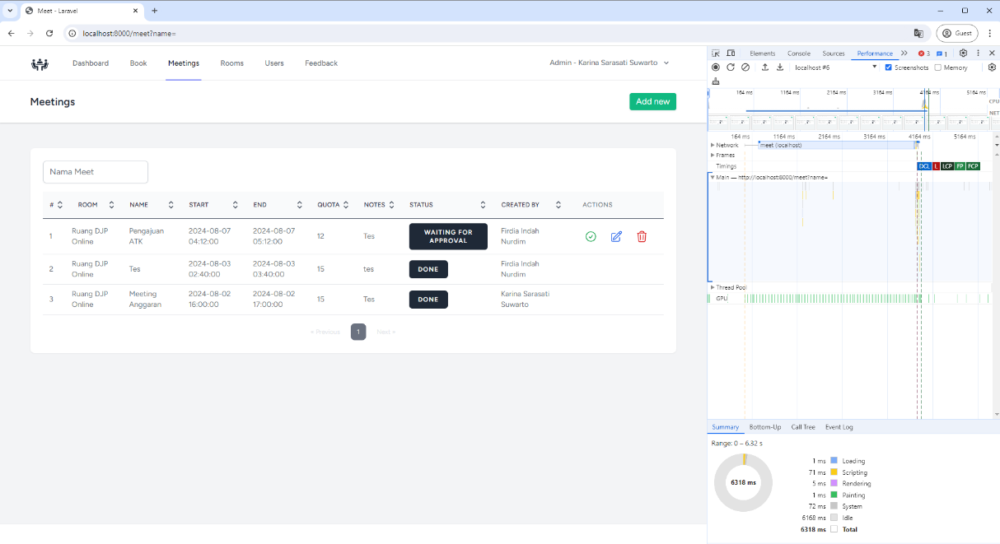 Meet - Laravel
localhost:8000/meet?name=
Guest
Dashboard Book Meetings Rooms Users Feedback Admin - Karina Sarasati Suwarto
Meetings
Add new
Nama Meet
# ROOM NAME START END QUOTA NOTES STATUS CREATED BY ACTIONS
1 Ruang DJP Online Pengajuan ATK 2024-08-07 04:12:00 2024-08-07 05:12:00 12 Tes WAITING FOR APPROVAL Firdia Indah Nurdim
2 Ruang DJP Online Tes 2024-08-03 02:40:00 2024-08-03 03:40:00 15 tes DONE Firdia Indah Nurdim
3 Ruang DJP Online Meeting Anggaran 2024-08-02 16:00:00 2024-08-02 17:00:00 15 Tes DONE Karina Sarasati Suwarto
« Previous 1 Next »
Elements Console Sources Performance 3 1
localhost #6 Screenshots Memory
164 ms 1164 ms 2164 ms 3164 ms 4164 ms 5164 ms
CPU
NET
164 ms 1164 ms 2164 ms 3164 ms 4164 ms 5164 ms
Network meet (localhost)
Frames
Timings DCL L LCP FP FCP
Main — http://localhost:8000/meet?name=
Thread Pool
GPU
Summary Bottom-Up Call Tree Event Log
Range: 0 – 6.32 s
6318 ms
1 ms Loading
71 ms Scripting
5 ms Rendering
1 ms Painting
72 ms System
6168 ms Idle
6318 ms Total